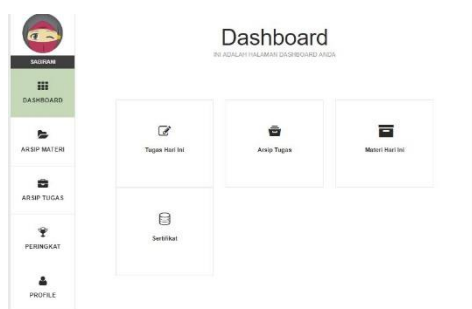 Dashboard
INI ADALAH HALAMAN DASHBOARD ANDA
SAGIRANI
DASHBOARD
ARSIP MATERI
ARSIP TUGAS
PERINGKAT
PROFILE
Tugas Hari Ini
Arsip Tugas
Materi Hari Ini
Sertifikat